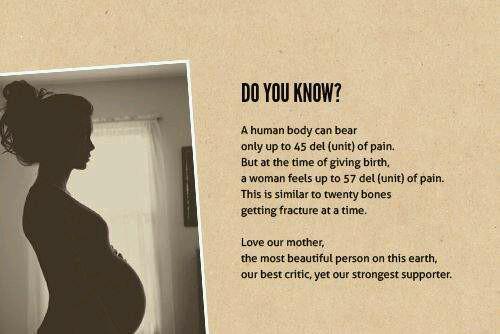 DO YOU KNOW?
A human body can bear
only up to 45 del (unit) of pain.
But at the time of giving birth,
a woman feels up to 57 del (unit) of pain.
This is similar to twenty bones
getting fracture at a time.
Love our mother,
the most beautiful person on this earth,
our best critic, yet our strongest supporter.